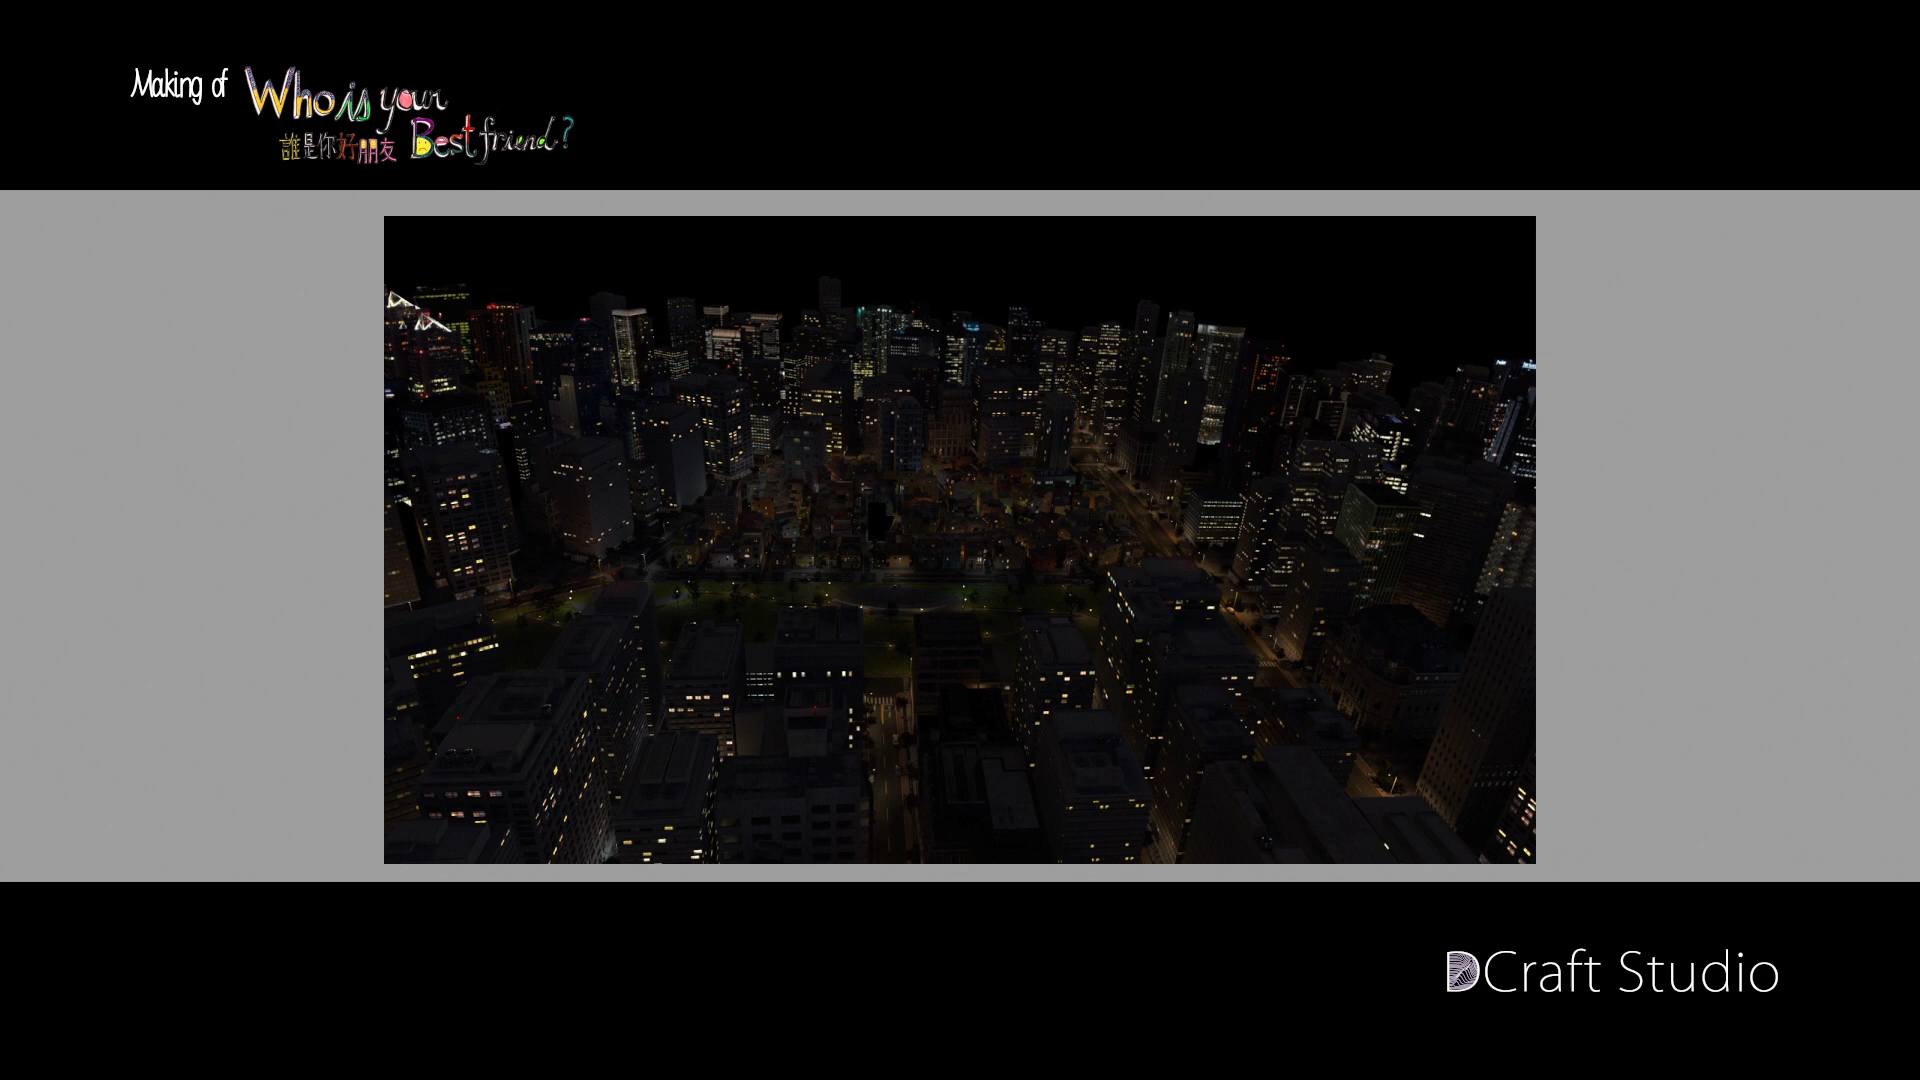 Making of Who is your
誰是你好朋友 Best friend?
DCraft Studio